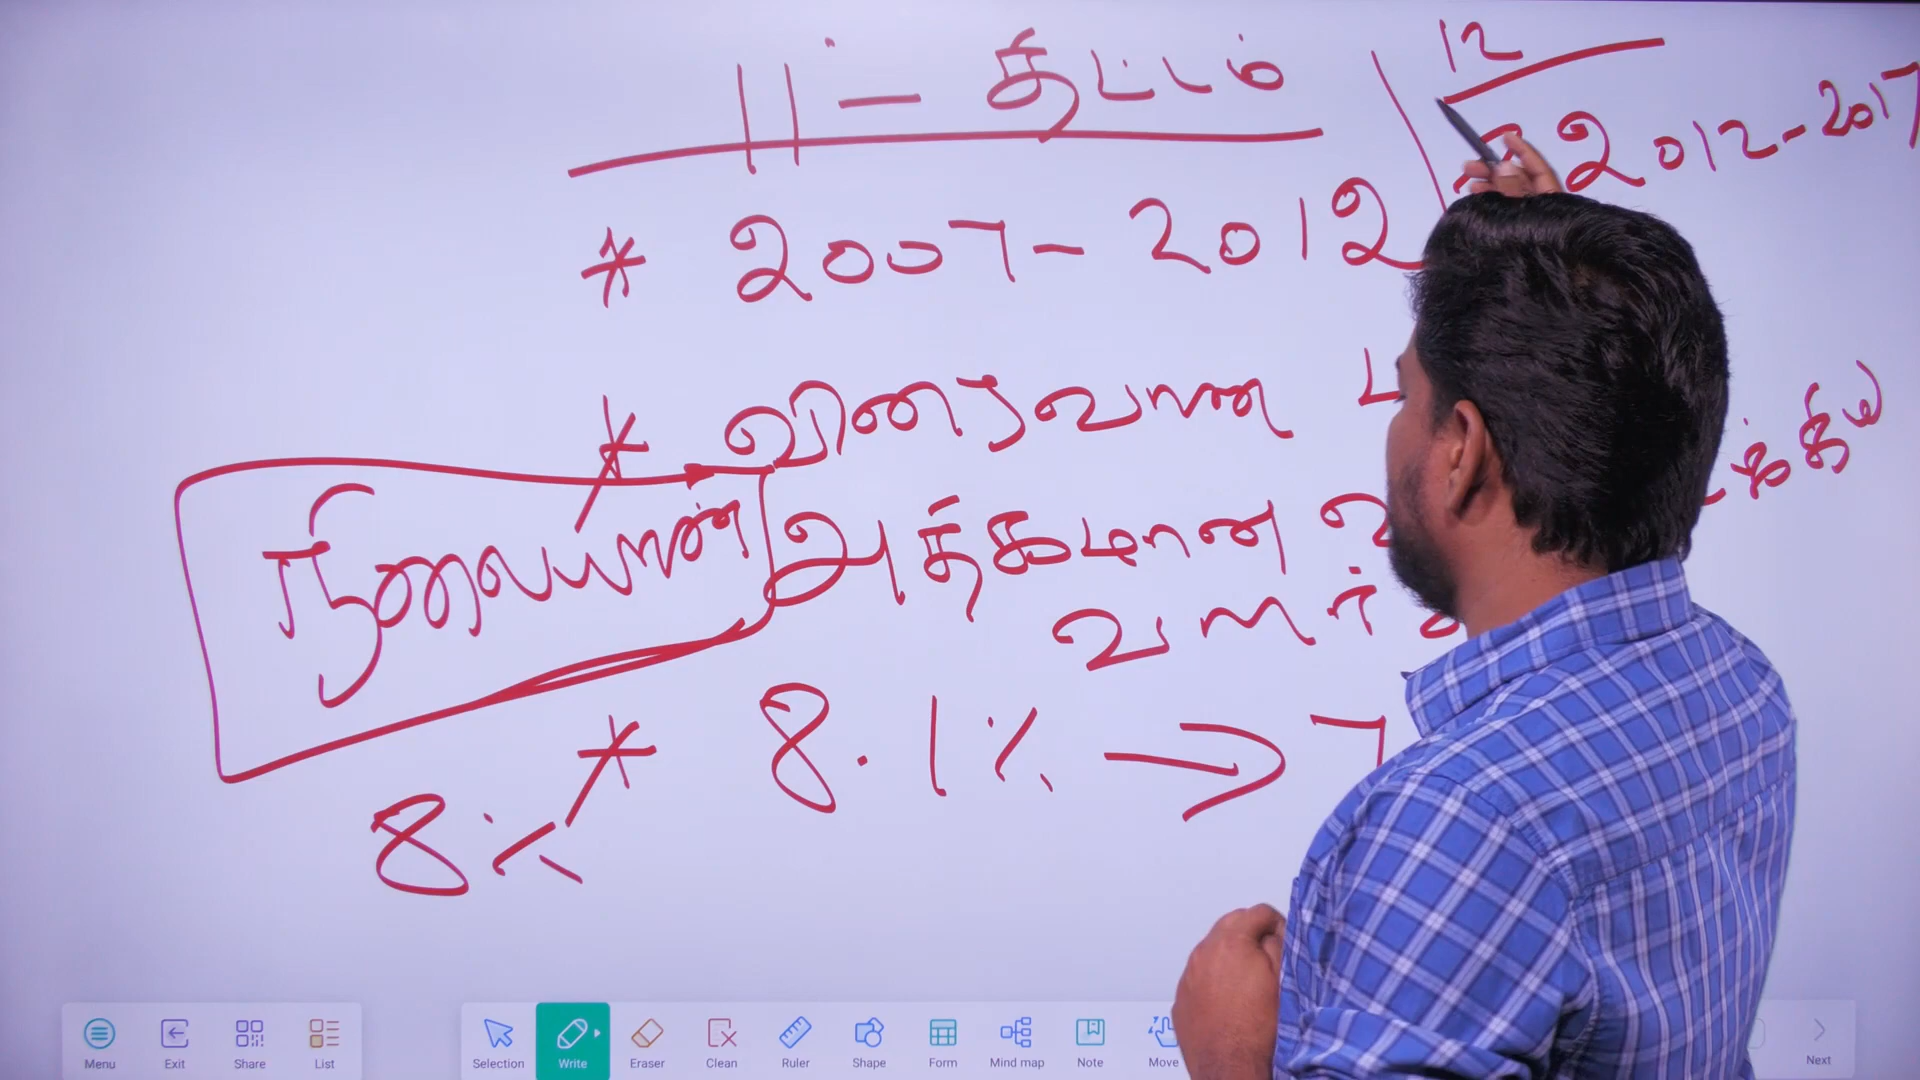 11 - திட்டம்
12
* 2007 - 2012
2012 - 2017
* விரைவான
அதிகமான
வளர்
நிலையான்
* 8.1% → 7
8%
Menu Exit Share List Selection Write Eraser Clean Ruler Shape Form Mind map Note Move Next